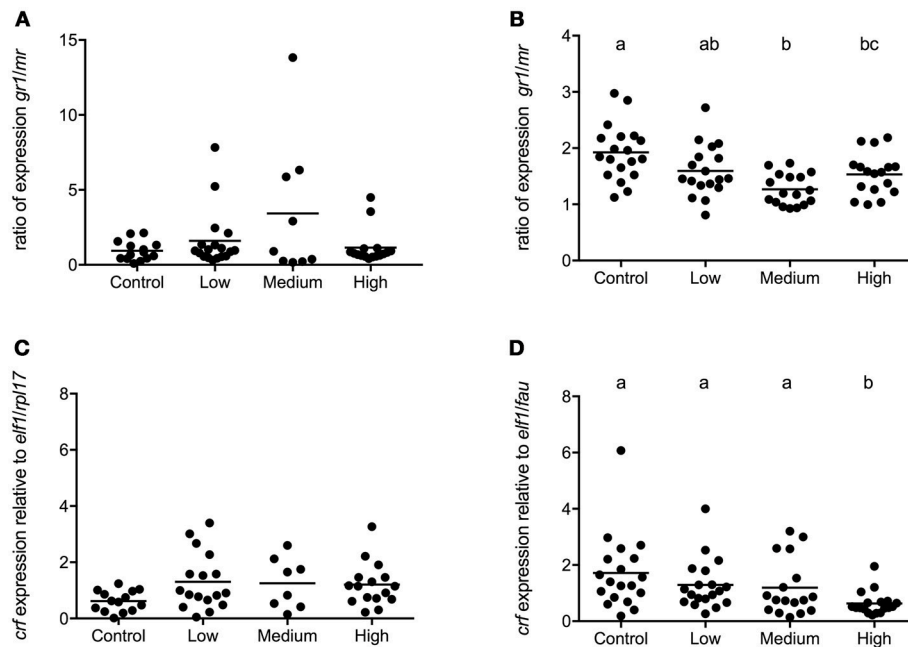 A
ratio of expression gr1/mr
15
10
5
0
Control Low Medium High
B
ratio of expression gr1/mr
4
3
2
1
0
a ab b bc
Control Low Medium High
C
crf expression relative to elf1/rpl17
8
6
4
2
0
Control Low Medium High
D
crf expression relative to elf1/fau
8
6
4
2
0
a a a b
Control Low Medium High